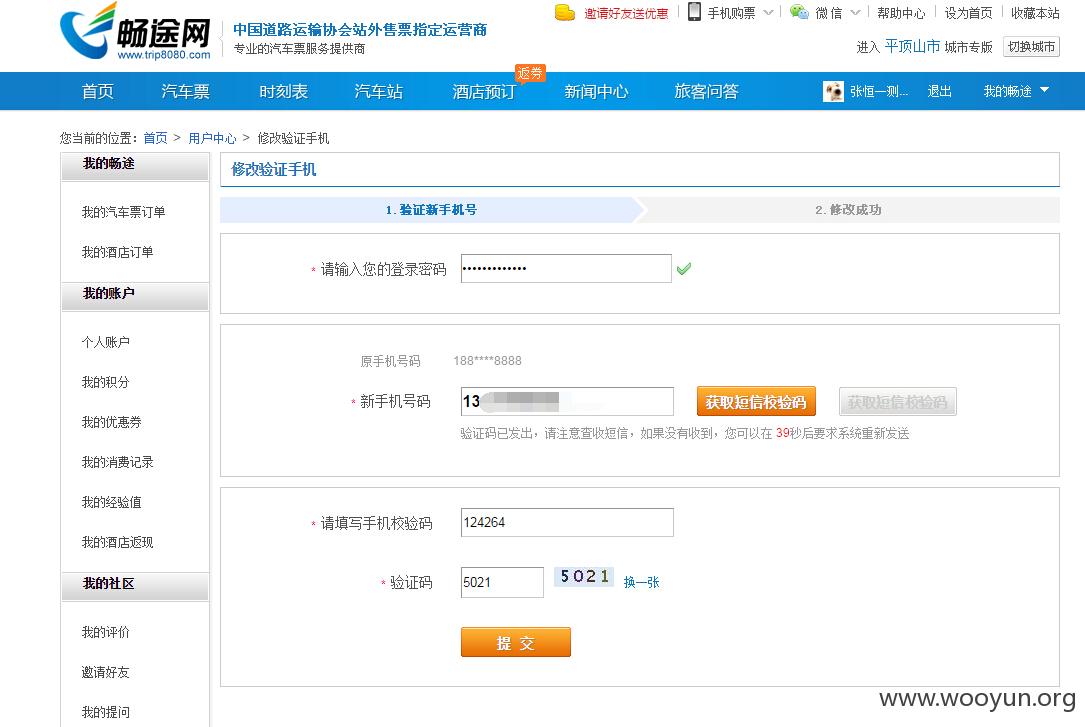 邀请好友送优惠 手机购票 微信 帮助中心 设为首页 收藏本站
畅途网
www.trip8080.com
中国道路运输协会站外售票指定运营商
专业的汽车票服务提供商
进入 平顶山市 城市专版 切换城市
返券
首页 汽车票 时刻表 汽车站 酒店预订 新闻中心 旅客问答 张恒一测... 退出 我的畅途
您当前的位置：首页 > 用户中心 > 修改验证手机
我的畅途
我的汽车票订单
我的酒店订单
我的账户
个人账户
我的积分
我的优惠券
我的消费记录
我的经验值
我的酒店返现
我的社区
我的评价
邀请好友
我的提问
修改验证手机
1.验证新手机号 2.修改成功
* 请输入您的登录密码 •••••••••••••
原手机号码 188****8888
* 新手机号码 13 获取短信校验码 获取短信校验码
验证码已发出，请注意查收短信，如果没有收到，您可以在 39秒后要求系统重新发送
* 请填写手机校验码 124264
* 验证码 5021 5021 换一张
提 交
www.wooyun.org